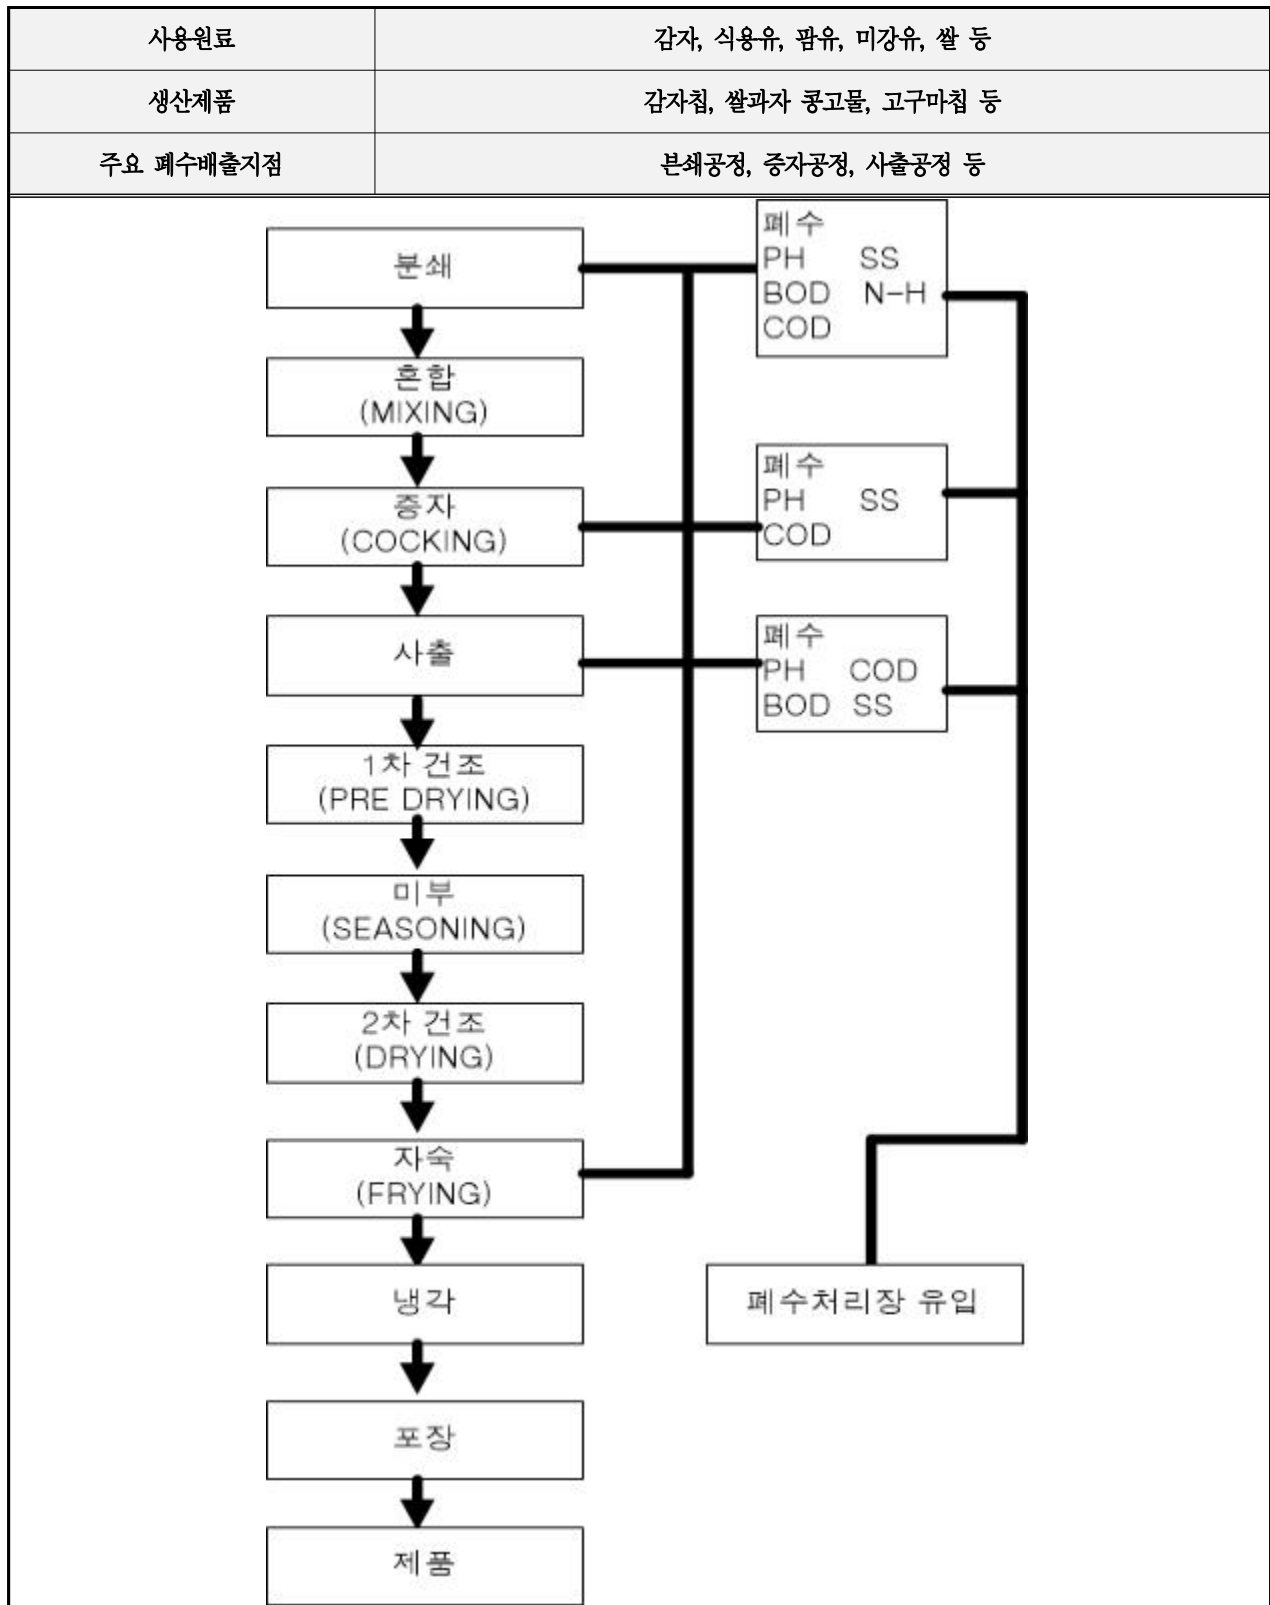 사용원료 감자, 식용유, 팜유, 미강유, 쌀 등
생산제품 감자칩, 쌀과자 콩고물, 고구마칩 등
주요 폐수배출지점 분쇄공정, 증자공정, 사출공정 등
분쇄
폐수
PH SS
BOD N-H
COD
혼합
(MIXING)
증자
(COCKING)
폐수
PH SS
COD
사출
폐수
PH COD
BOD SS
1차 건조
(PRE DRYING)
미부
(SEASONING)
2차 건조
(DRYING)
자숙
(FRYING)
냉각
폐수처리장 유입
포장
제품